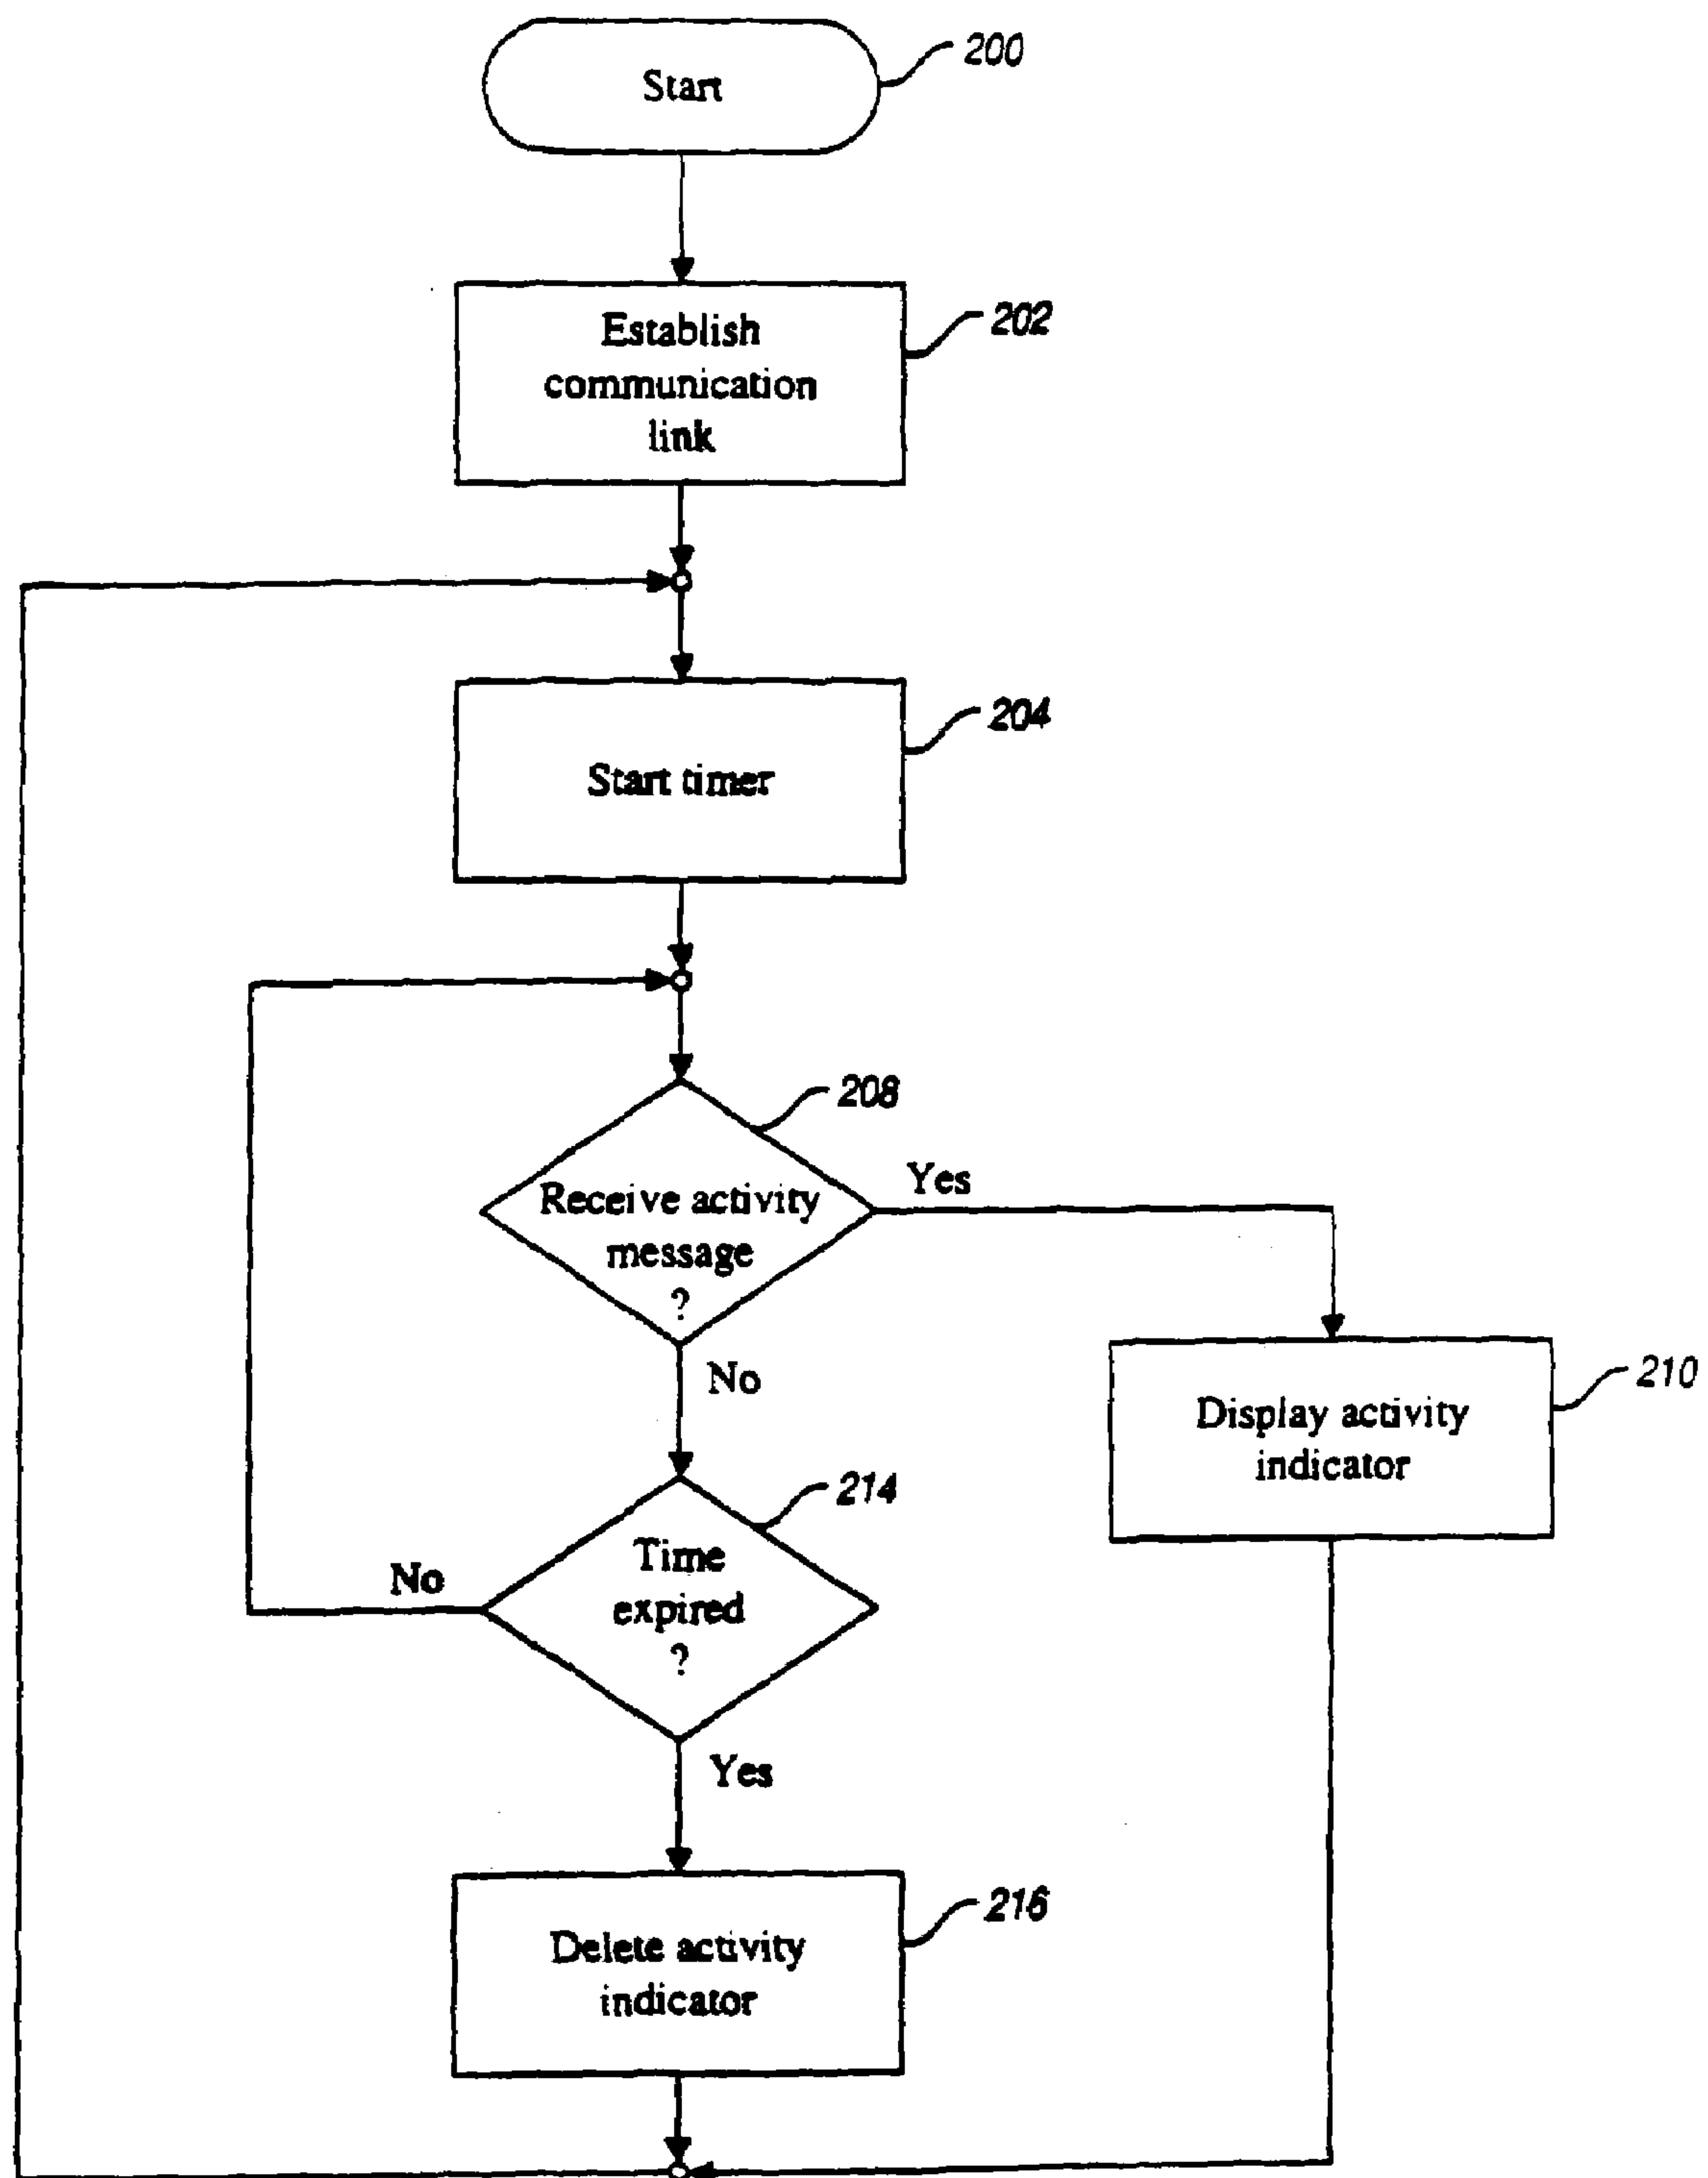 Start
200
Establish
communication
link
202
Start timer
204
208
Receive activity
message
?
Yes
No
Display activity
indicator
210
214
Time
expired
?
No
Yes
Delete activity
indicator
216